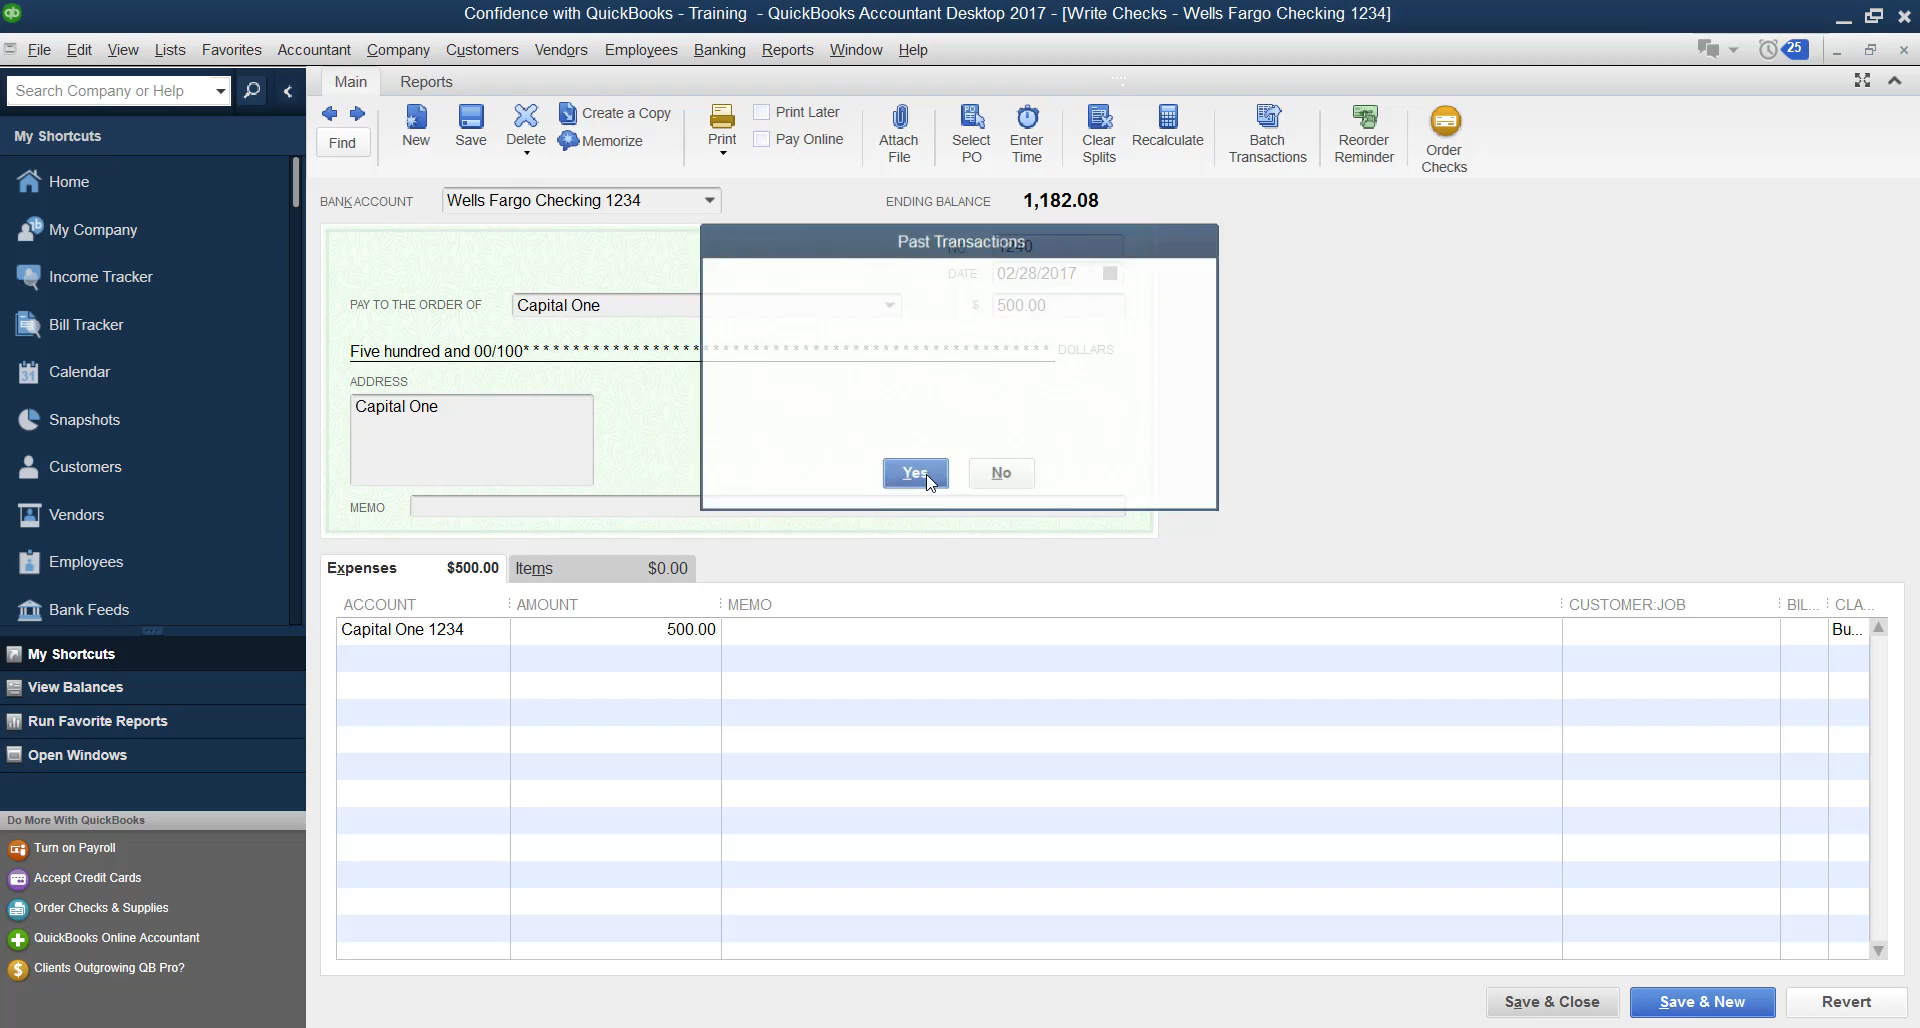 Confidence with QuickBooks - Training - QuickBooks Accountant Desktop 2017 - [Write Checks - Wells Fargo Checking 1234]
File Edit View Lists Favorites Accountant Company Customers Vendors Employees Banking Reports Window Help 25
Search Company or Help
Main Reports
Find
New
Save
Delete
Create a Copy
Memorize
Print
Print Later
Pay Online
Attach
File
Select
PO
Enter
Time
Clear
Splits
Recalculate
Batch
Transactions
Reorder
Reminder
Order
Checks
My Shortcuts
Home
My Company
Income Tracker
Bill Tracker
31
Calendar
Snapshots
Customers
Vendors
Employees
Bank Feeds
My Shortcuts
View Balances
Run Favorite Reports
Open Windows
Do More With QuickBooks
Turn on Payroll
Accept Credit Cards
Order Checks & Supplies
QuickBooks Online Accountant
Clients Outgrowing QB Pro?
BANK ACCOUNT Wells Fargo Checking 1234 ENDING BALANCE 1,182.08
Past Transactions
NO. 1240
DATE 02/28/2017
PAY TO THE ORDER OF Capital One $ 500.00
Five hundred and 00/100* * * * * * * * * * * * * * * * * * * * * * * * * * * * * * * * * * * * * * * * * * * * * * * * * * * * * DOLLARS
ADDRESS
Capital One
Yes No
MEMO
Expenses $500.00 Items $0.00
ACCOUNT AMOUNT MEMO CUSTOMER:JOB BIL... CLA...
Capital One 1234 500.00 Bu...
Save & Close Save & New Revert